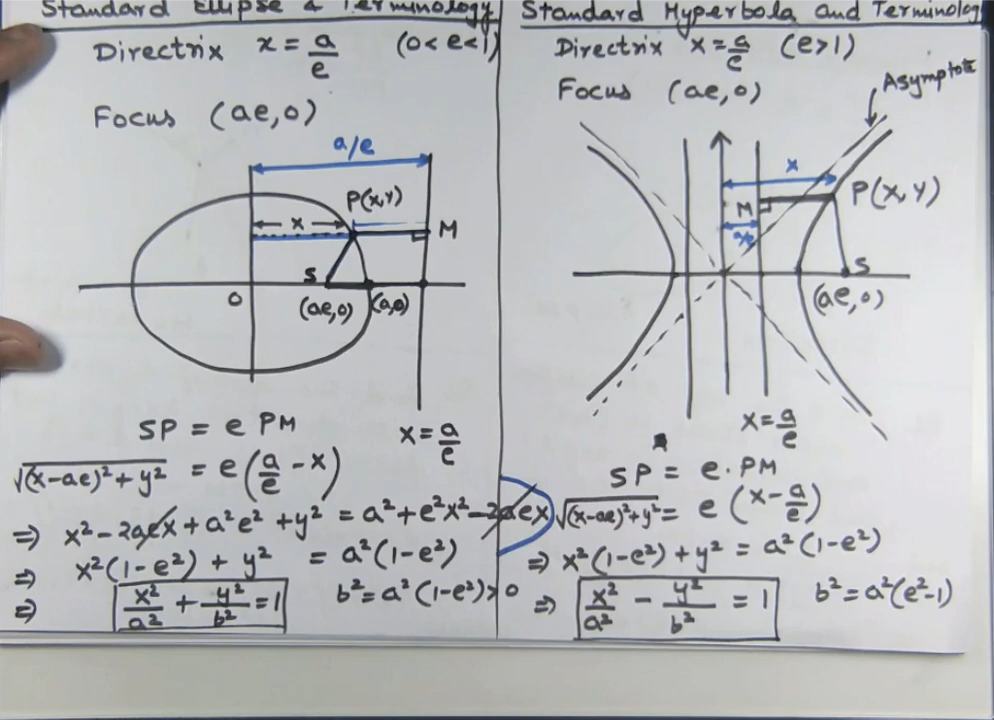 Standard Ellipse & Terminology
Directrix x = a/e (0<e<1)
Focus (ae,0)
a/e
P(x,y)
x
M
S
O
(ae,0) (a,0)
SP = e PM
x = a/e
√(x-ae)²+y² = e(a/e - x)
⇒ x² - 2aex + a²e² + y² = a² + e²x² - 2aex
⇒ x²(1-e²) + y² = a²(1-e²)
⇒ x²/a² + y²/b² = 1 b² = a²(1-e²)>0
Standard Hyperbola and Terminolog
Directrix x = a/e (e>1)
Focus (ae,0)
Asymptote
x
P(x,y)
M
S
(ae,0)
x = a/e
SP = e·PM
√(x-ae)²+y² = e(x - a/e)
⇒ x²(1-e²) + y² = a²(1-e²)
⇒ x²/a² - y²/b² = 1 b² = a²(e²-1)